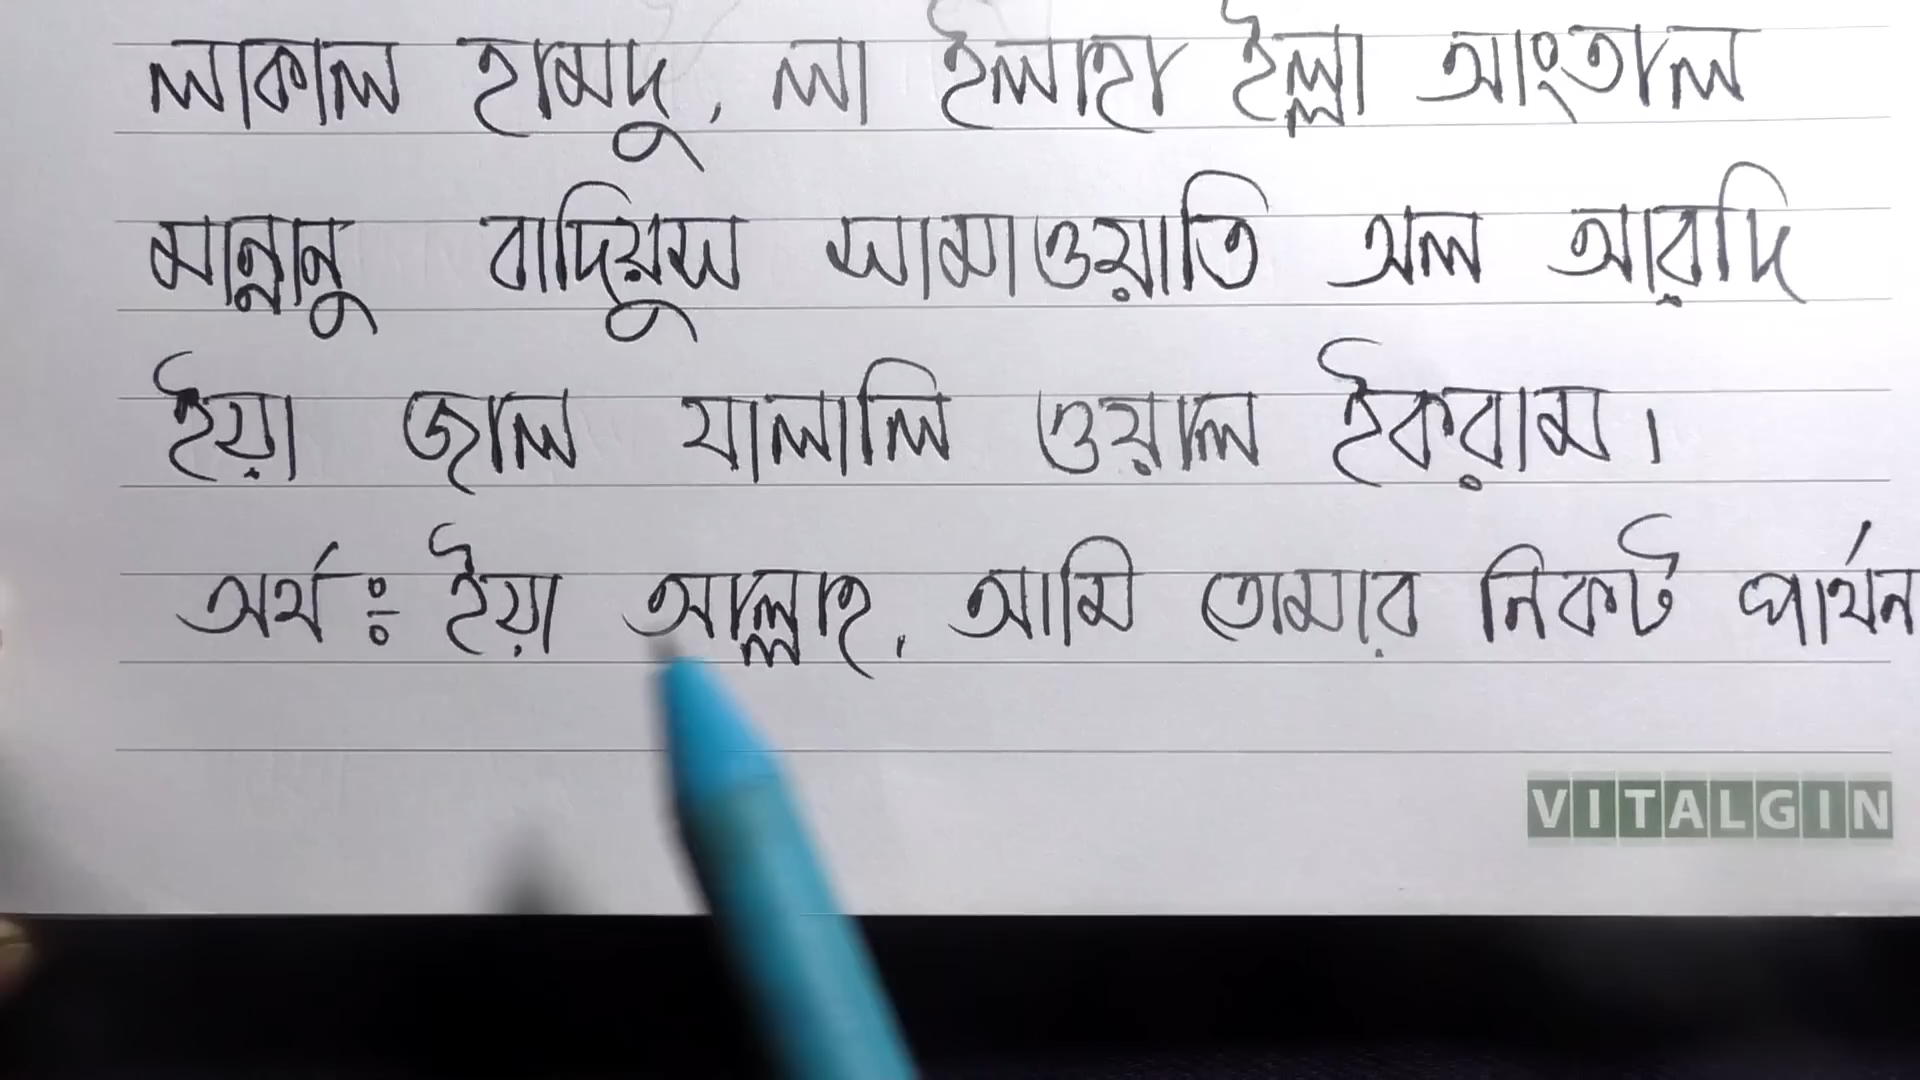 লাকাল হামদু, লা ইলাহা ইল্লা আংতাল
মান্নানু বাদিয়ুস সামাওয়াতি অল আরদি
ইয়া জাল যালালি ওয়াল ইকরাম।
অর্থঃ ইয়া আল্লাহ, আমি তোমার নিকট পার্থন
VITALGIN